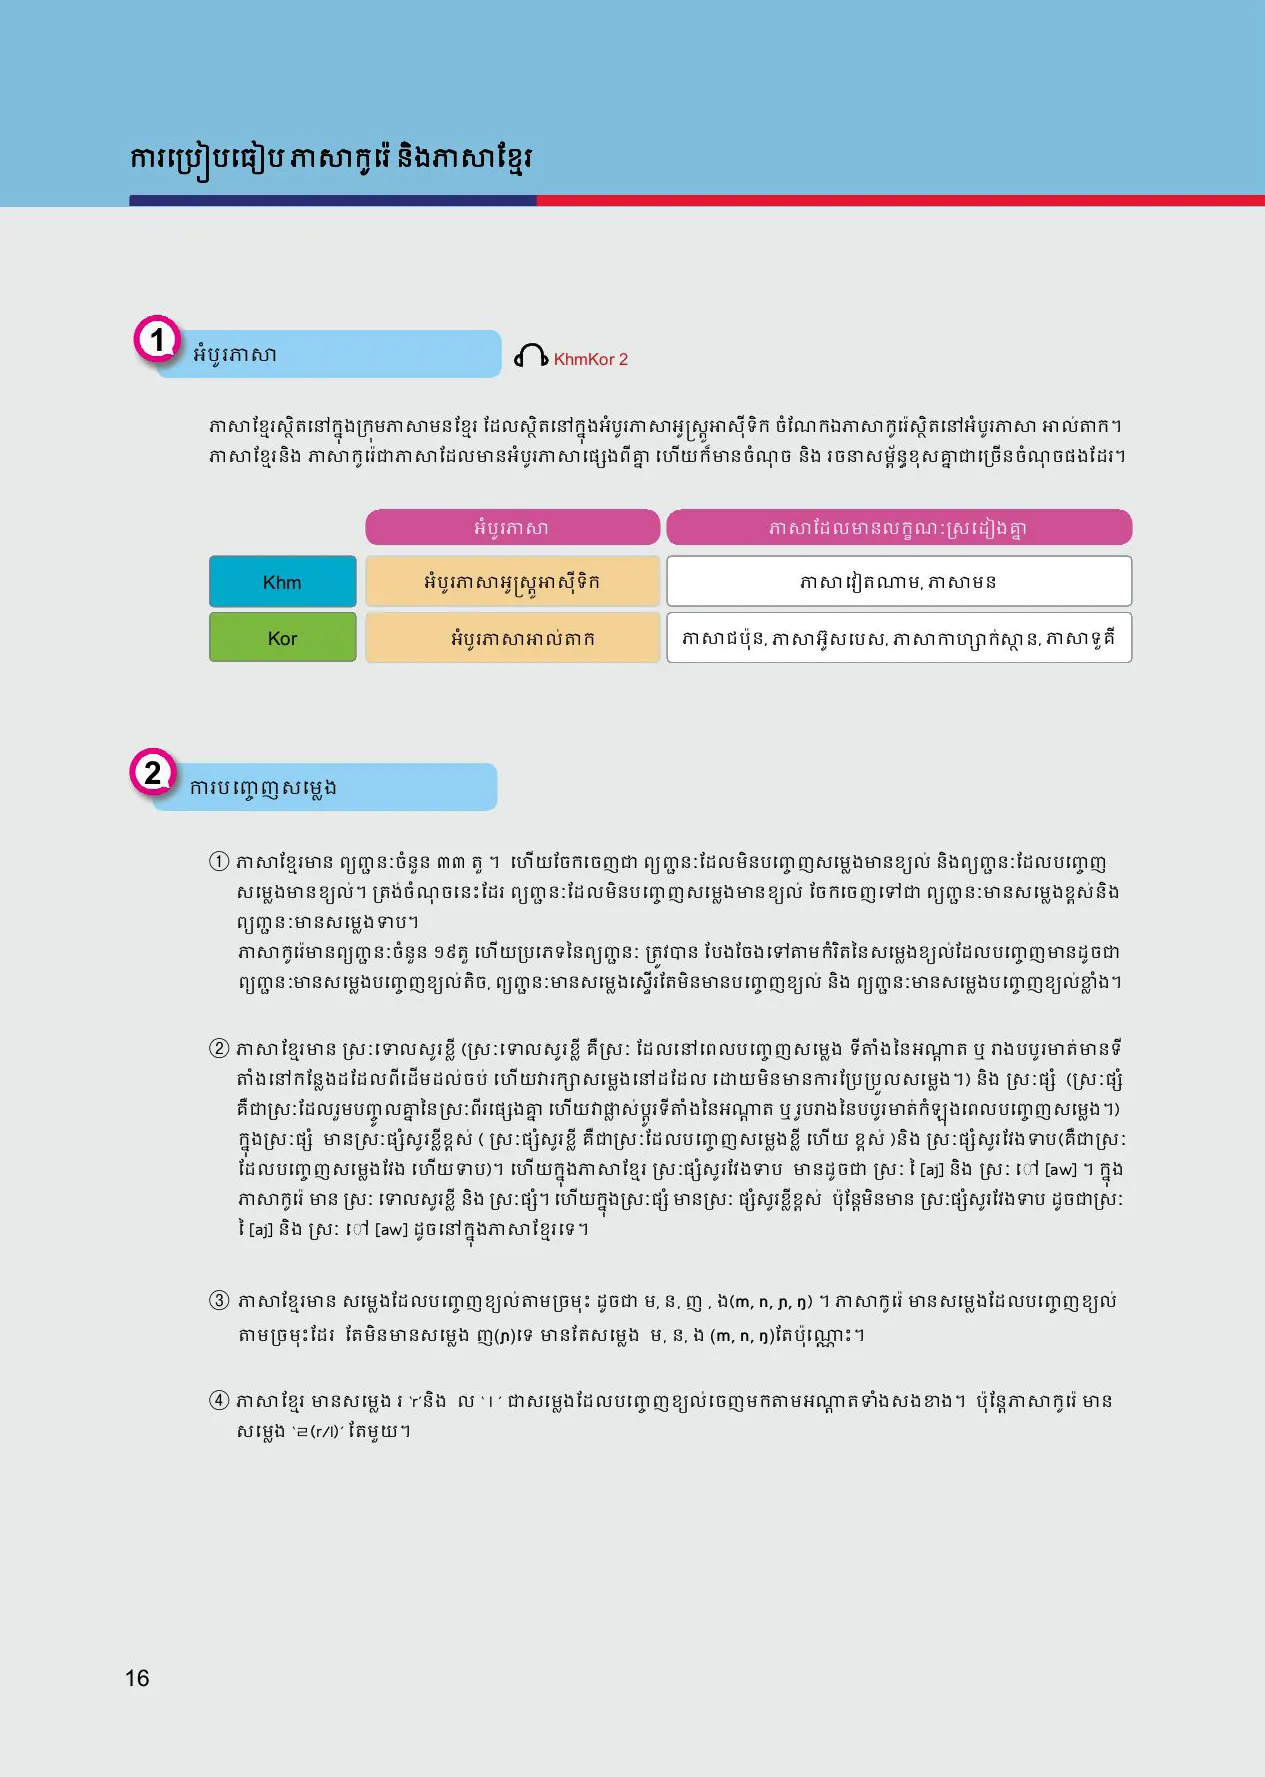 ការប្រៀបធៀប ភាសាកូរ៉េ និងភាសាខ្មែរ
1
អំបូរភាសា
KhmKor 2
ភាសាខ្មែរស្ថិតនៅក្នុងក្រុមភាសាមនខ្មែរ ដែលស្ថិតនៅក្នុងអំបូរភាសាអូស្ត្រូអាស៊ីទិក ចំណែកឯភាសាកូរ៉េស្ថិតនៅអំបូរភាសា អាល់តាក។
ភាសាខ្មែរនិង ភាសាកូរ៉េជាភាសាដែលមានអំបូរភាសាផ្សេងពីគ្នា ហើយក៏មានចំណុច និង រចនាសម្ព័ន្ធខុសគ្នាជាច្រើនចំណុចផងដែរ។
អំបូរភាសា ភាសាដែលមានលក្ខណៈស្រដៀងគ្នា
Khm អំបូរភាសាអូស្ត្រូអាស៊ីទិក ភាសាវៀតណាម, ភាសាមន
Kor អំបូរភាសាអាល់តាក ភាសាជប៉ុន, ភាសាអ៊ូសបេស, ភាសាកាហ្សាក់ស្ថាន, ភាសាទួគី
2
ការបញ្ចេញសម្លេង
① ភាសាខ្មែរមាន ព្យញ្ជនៈចំនួន ៣៣ តួ ។ ហើយចែកចេញជា ព្យញ្ជនៈដែលមិនបញ្ចេញសម្លេងមានខ្យល់ និងព្យញ្ជនៈដែលបញ្ចេញ
សម្លេងមានខ្យល់។ ត្រង់ចំណុចនេះដែរ ព្យញ្ជនៈដែលមិនបញ្ចេញសម្លេងមានខ្យល់ ចែកចេញទៅជា ព្យញ្ជនៈមានសម្លេងខ្ពស់និង
ព្យញ្ជនៈមានសម្លេងទាប។
ភាសាកូរ៉េមានព្យញ្ជនៈចំនួន ១៩តួ ហើយប្រភេទនៃព្យញ្ជនៈ ត្រូវបាន បែងចែងទៅតាមកំរិតនៃសម្លេងខ្យល់ដែលបញ្ចេញមានដូចជា
ព្យញ្ជនៈមានសម្លេងបញ្ចេញខ្យល់តិច, ព្យញ្ជនៈមានសម្លេងស្ទើរតែមិនមានបញ្ចេញខ្យល់ និង ព្យញ្ជនៈមានសម្លេងបញ្ចេញខ្យល់ខ្លាំង។
② ភាសាខ្មែរមាន ស្រៈទោលសូរខ្លី (ស្រៈទោលសូរខ្លី គឺស្រៈ ដែលនៅពេលបញ្ចេញសម្លេង ទីតាំងនៃអណ្ដាត ឬ រាងបបូរមាត់មានទី
តាំងនៅកន្លែងដដែលពីដើមដល់ចប់ ហើយវារក្សាសម្លេងនៅដដែល ដោយមិនមានការប្រែប្រួលសម្លេង។) និង ស្រៈផ្សំ (ស្រៈផ្សំ
គឺជាស្រៈដែលរួមបញ្ចូលគ្នានៃស្រៈពីរផ្សេងគ្នា ហើយវាផ្លាស់ប្ដូរទីតាំងនៃអណ្ដាត ឬ រូបរាងនៃបបូរមាត់កំឡុងពេលបញ្ចេញសម្លេង។)
ក្នុងស្រៈផ្សំ មានស្រៈផ្សំសូរខ្លីខ្ពស់ ( ស្រៈផ្សំសូរខ្លី គឺជាស្រៈដែលបញ្ចេញសម្លេងខ្លី ហើយ ខ្ពស់ )និង ស្រៈផ្សំសូរវែងទាប(គឺជាស្រៈ
ដែលបញ្ចេញសម្លេងវែង ហើយទាប)។ ហើយក្នុងភាសាខ្មែរ ស្រៈផ្សំសូរវែងទាប មានដូចជា ស្រៈ ៃ [aj] និង ស្រៈ ៅ [aw] ។ ក្នុង
ភាសាកូរ៉េ មាន ស្រៈ ទោលសូរខ្លី និង ស្រៈផ្សំ។ ហើយក្នុងស្រៈផ្សំ មានស្រៈ ផ្សំសូរខ្លីខ្ពស់ ប៉ុន្តែមិនមាន ស្រៈផ្សំសូរវែងទាប ដូចជាស្រៈ
ៃ [aj] និង ស្រៈ ៅ [aw] ដូចនៅក្នុងភាសាខ្មែរទេ។
③ ភាសាខ្មែរមាន សម្លេងដែលបញ្ចេញខ្យល់តាមច្រមុះ ដូចជា ម, ន, ញ , ង(m, n, ɲ, ŋ) ។ ភាសាកូរ៉េ មានសម្លេងដែលបញ្ចេញខ្យល់
តាមច្រមុះដែរ តែមិនមានសម្លេង ញ(ɲ)ទេ មានតែសម្លេង ម, ន, ង (m, n, ŋ)តែប៉ុណ្ណោះ។
④ ភាសាខ្មែរ មានសម្លេង រ ‘r’និង ល ‘ l ’ ជាសម្លេងដែលបញ្ចេញខ្យល់ចេញមកតាមអណ្ដាតទាំងសងខាង។ ប៉ុន្តែភាសាកូរ៉េ មាន
សម្លេង ‘ㄹ(r/l)’ តែមួយ។
16